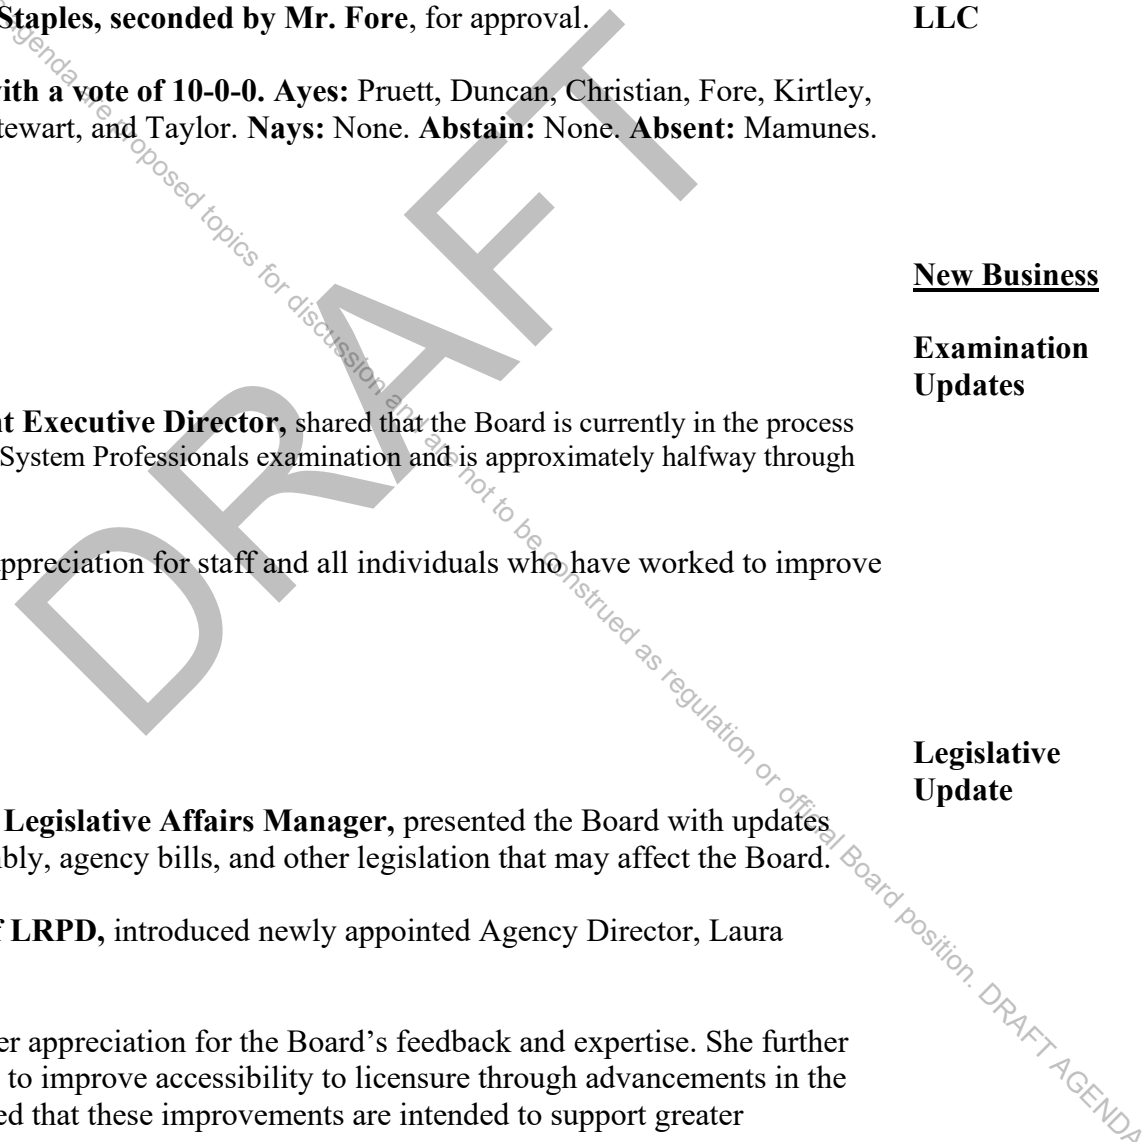 Staples, seconded by Mr. Fore, for approval.
LLC
with a vote of 10-0-0. Ayes: Pruett, Duncan, Christian, Fore, Kirtley,
tewart, and Taylor. Nays: None. Abstain: None. Absent: Mamunes.
New Business
Examination
Updates
nt Executive Director, shared that the Board is currently in the process
System Professionals examination and is approximately halfway through
ppreciation for staff and all individuals who have worked to improve
Legislative
Update
Legislative Affairs Manager, presented the Board with updates
bly, agency bills, and other legislation that may affect the Board.
f LRPD, introduced newly appointed Agency Director, Laura
er appreciation for the Board’s feedback and expertise. She further
to improve accessibility to licensure through advancements in the
ed that these improvements are intended to support greater
DRAFT
agenda are proposed topics for discussion and are not to be construed as regulation or official Board position. DRAFT AGENDA